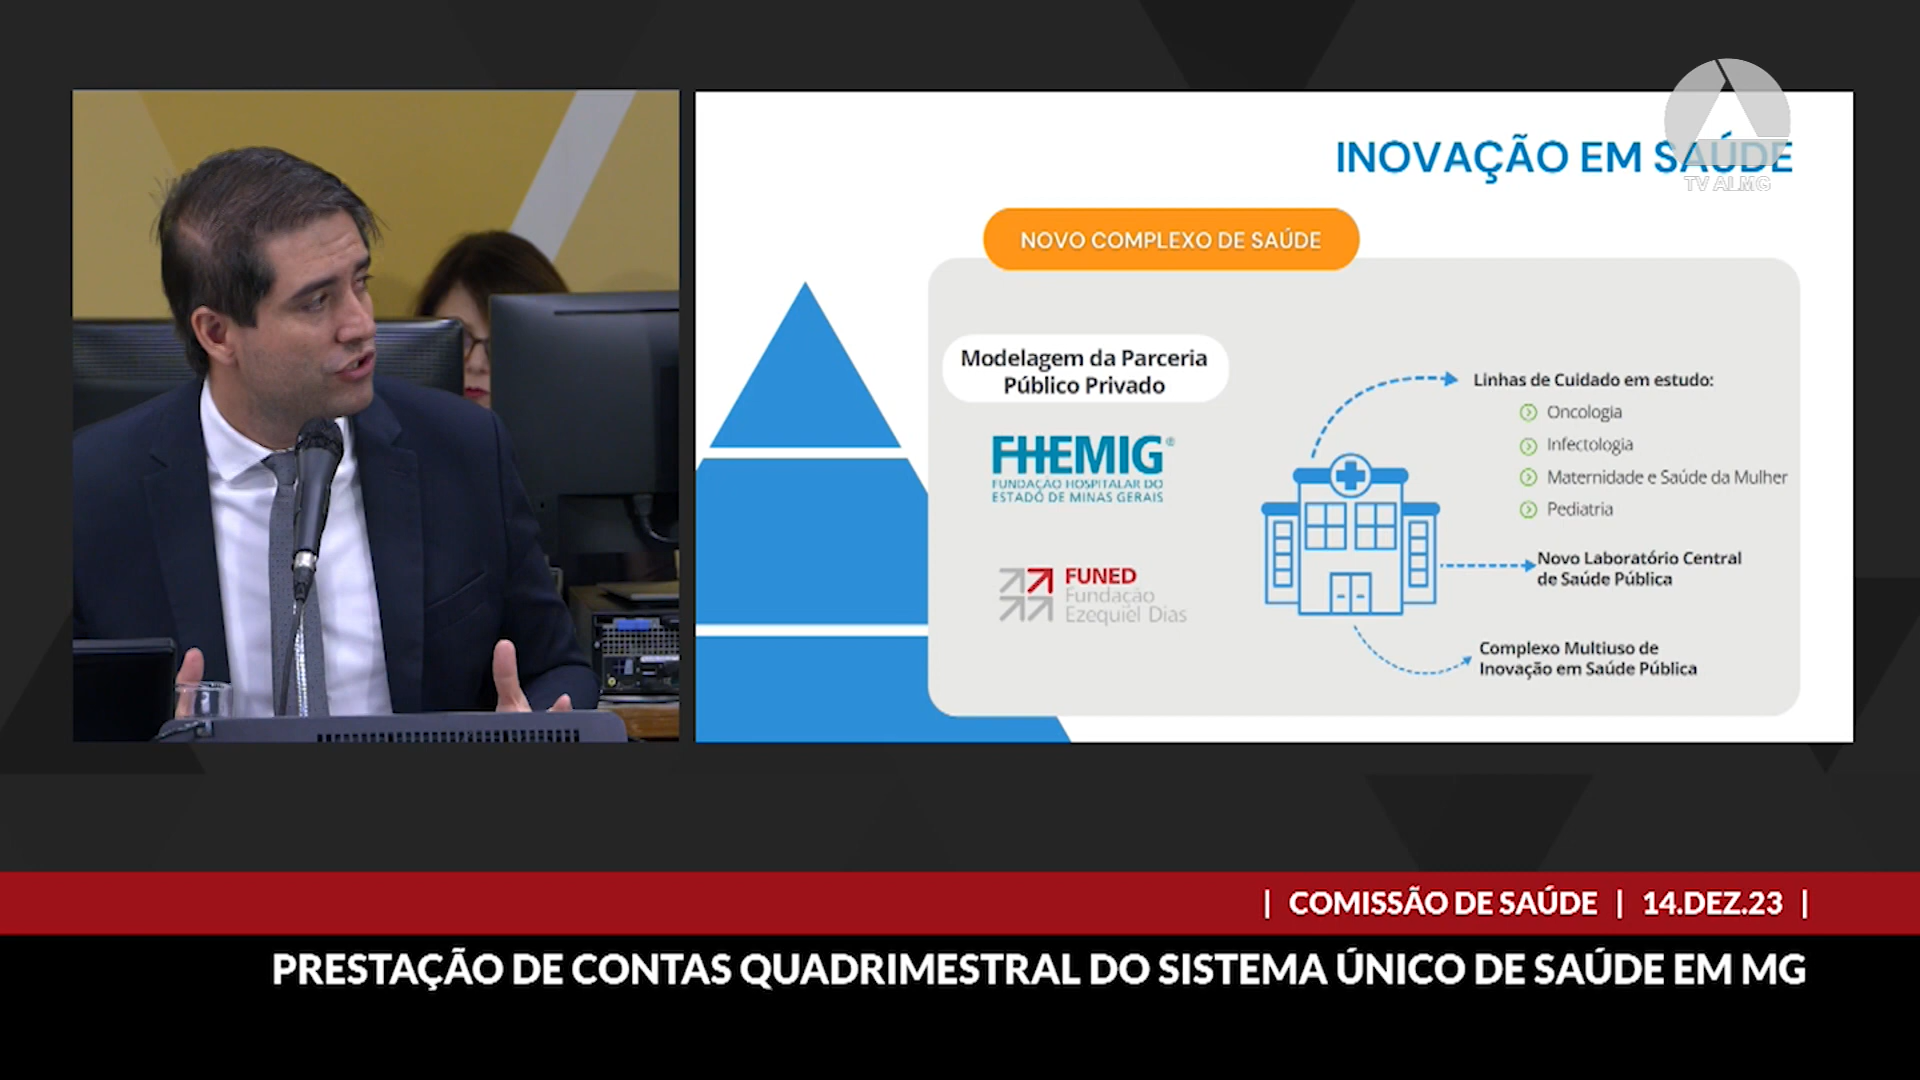 INOVAÇÃO EM SAÚDE
TV ALMG
NOVO COMPLEXO DE SAÚDE
Modelagem da Parceria
Público Privado
FHEMIG®
FUNDAÇÃO HOSPITALAR DO
ESTADO DE MINAS GERAIS
FUNED
Fundação
Ezequiel Dias
Linhas de Cuidado em estudo:
Oncologia
Infectologia
Maternidade e Saúde da Mulher
Pediatria
Novo Laboratório Central
de Saúde Pública
Complexo Multiuso de
Inovação em Saúde Pública
| COMISSÃO DE SAÚDE | 14.DEZ.23 |
PRESTAÇÃO DE CONTAS QUADRIMESTRAL DO SISTEMA ÚNICO DE SAÚDE EM MG